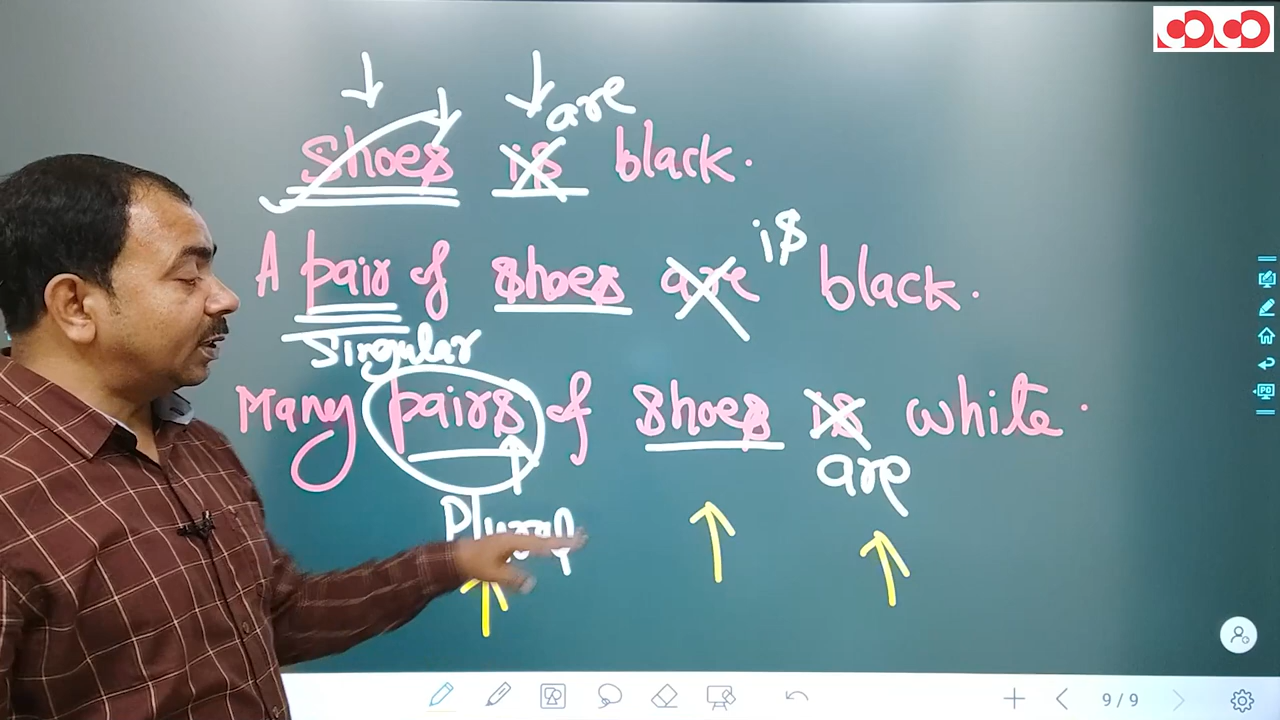 are
Shoes is black.
is
A pair of shoes are black.
Singular
Many pairs of shoes is white.
are
Plural
9/9